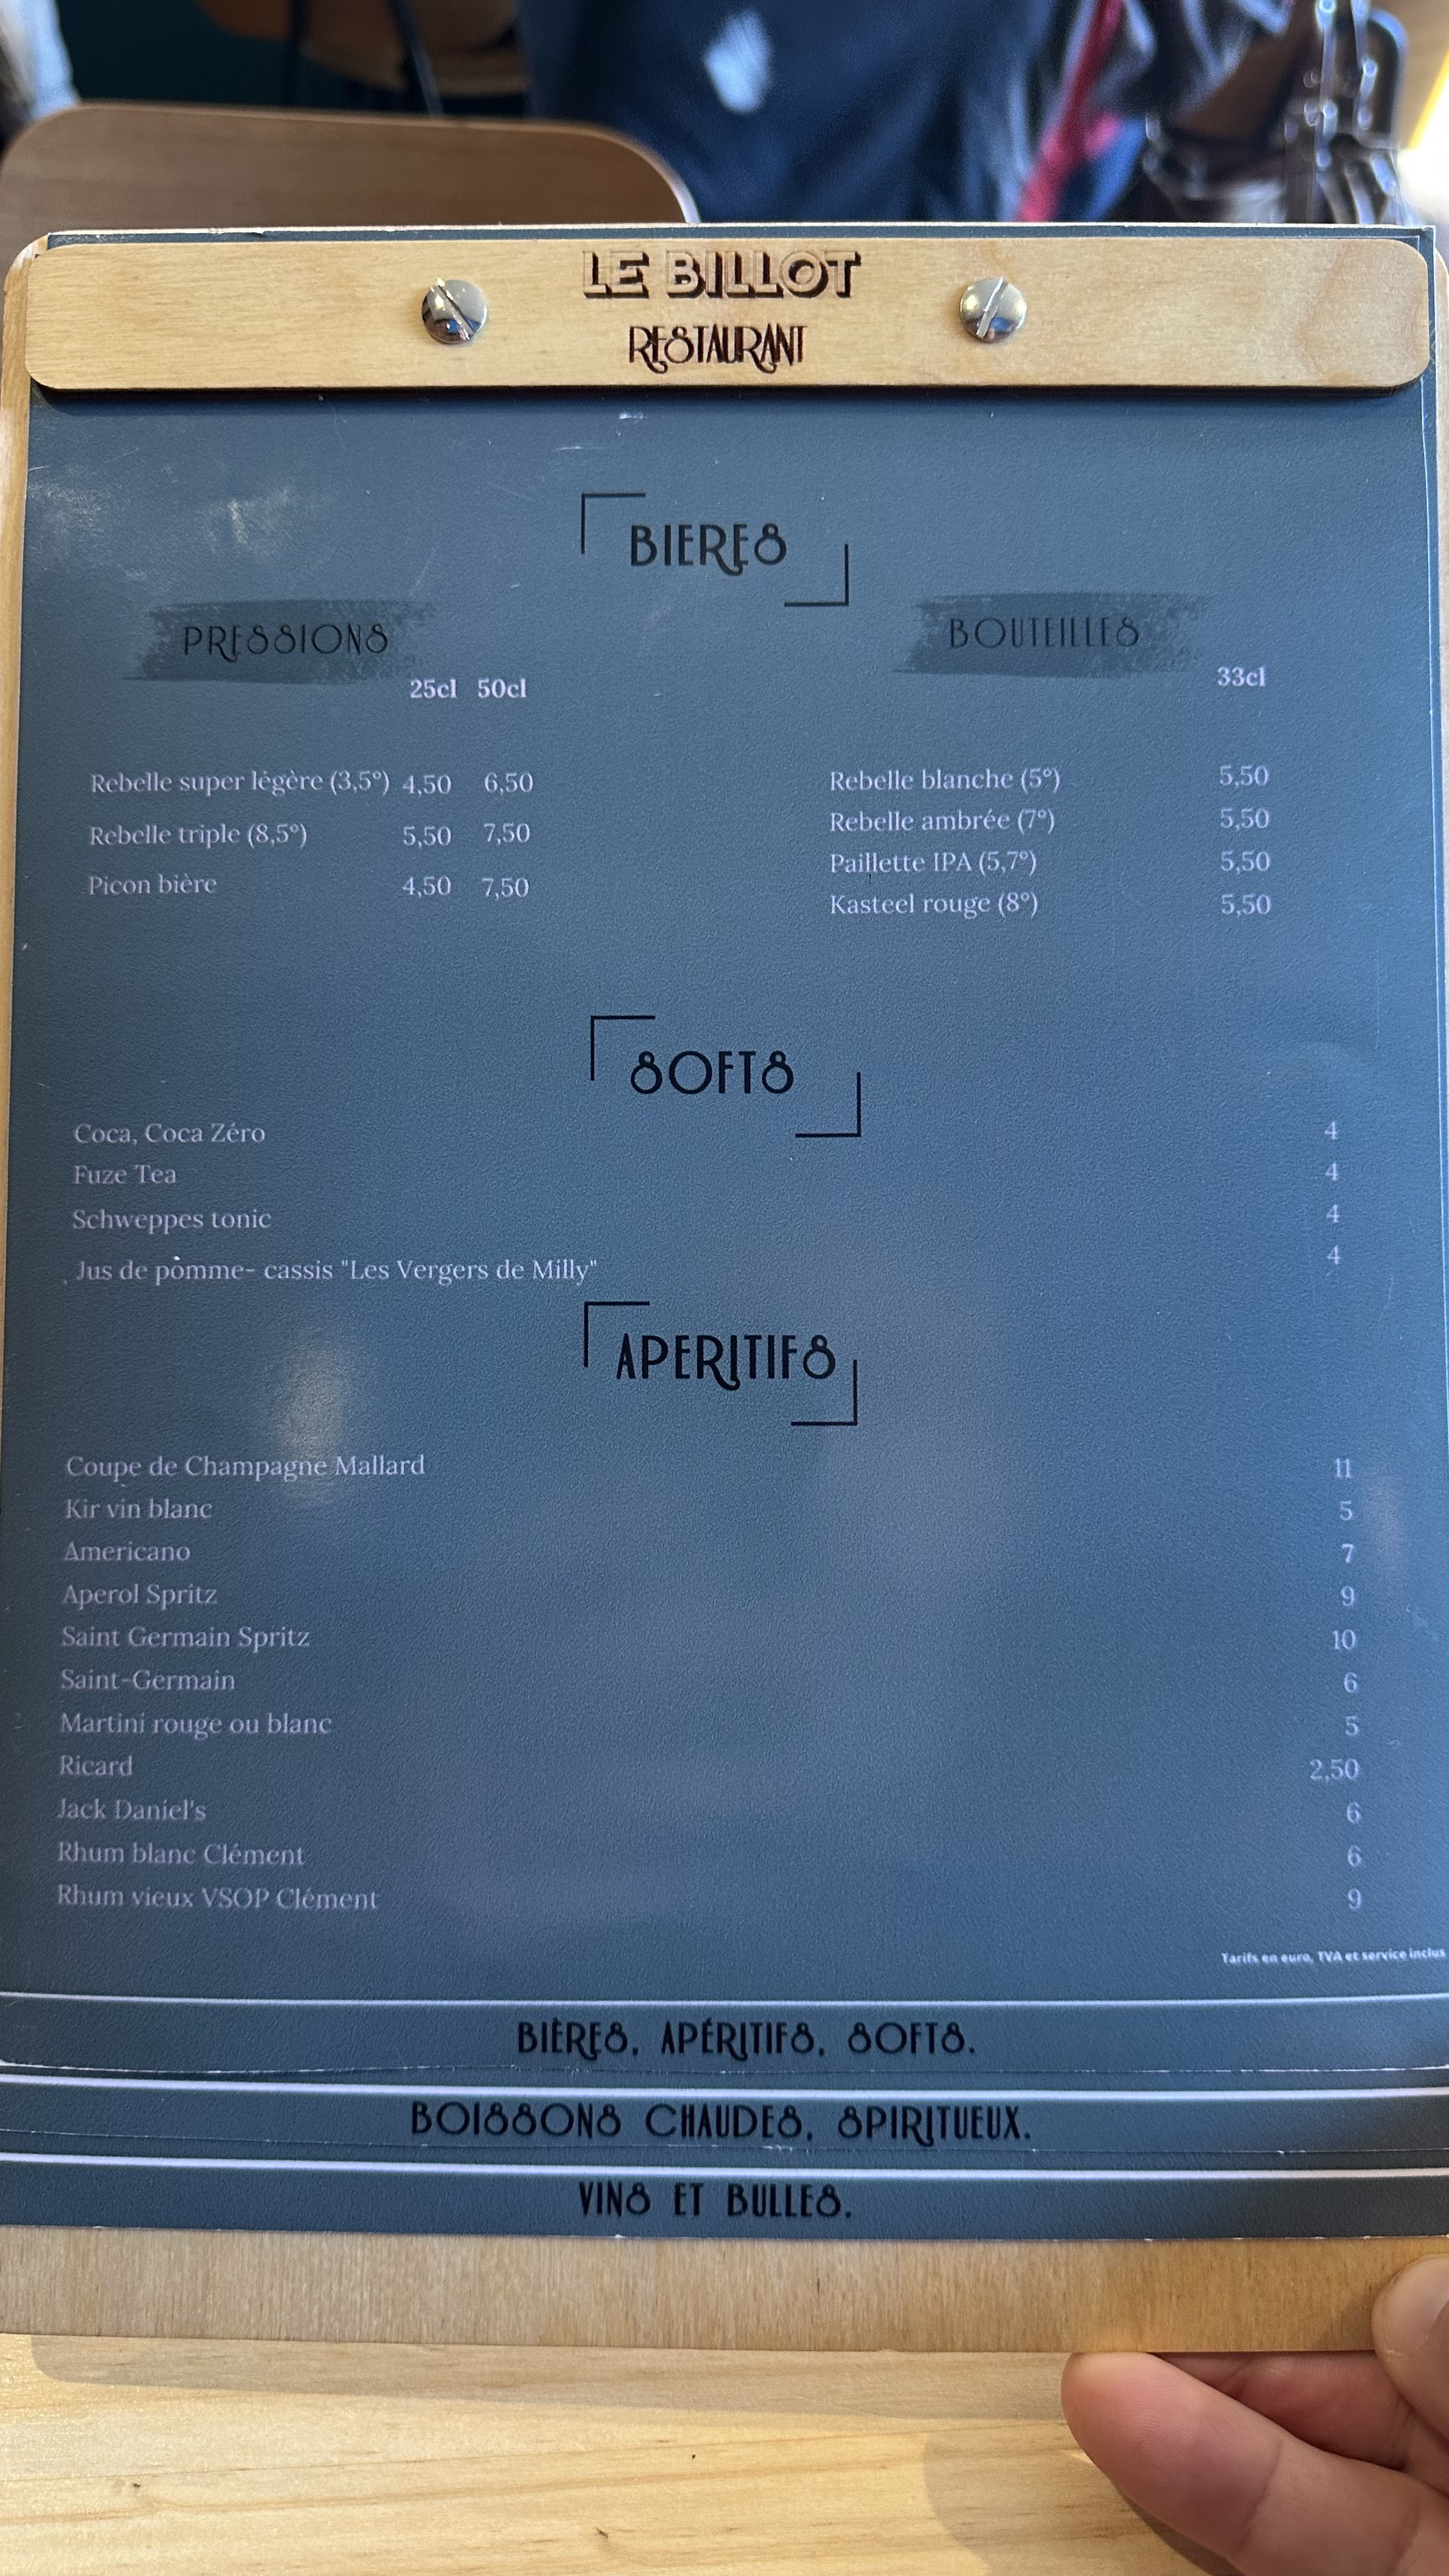 LE BILLOT
RESTAURANT
BIERES
PRESSIONS
25cl 50cl
Rebelle super légère (3,5°) 4,50 6,50
Rebelle triple (8,5°) 5,50 7,50
Picon bière 4,50 7,50
BOUTEILLES
33cl
Rebelle blanche (5°) 5,50
Rebelle ambrée (7°) 5,50
Paillette IPA (5,7°) 5,50
Kasteel rouge (8°) 5,50
SOFTS
Coca, Coca Zéro 4
Fuze Tea 4
Schweppes tonic 4
Jus de pomme- cassis "Les Vergers de Milly" 4
APERITIFS
Coupe de Champagne Mallard 11
Kir vin blanc 5
Americano 7
Aperol Spritz 9
Saint Germain Spritz 10
Saint-Germain 6
Martini rouge ou blanc 5
Ricard 2,50
Jack Daniel's 6
Rhum blanc Clément 6
Rhum vieux VSOP Clément 9
Tarifs en euro, TVA et service inclus
BIÈRES, APÉRITIFS, SOFTS.
BOISSONS CHAUDES, SPIRITUEUX.
VINS ET BULLES.